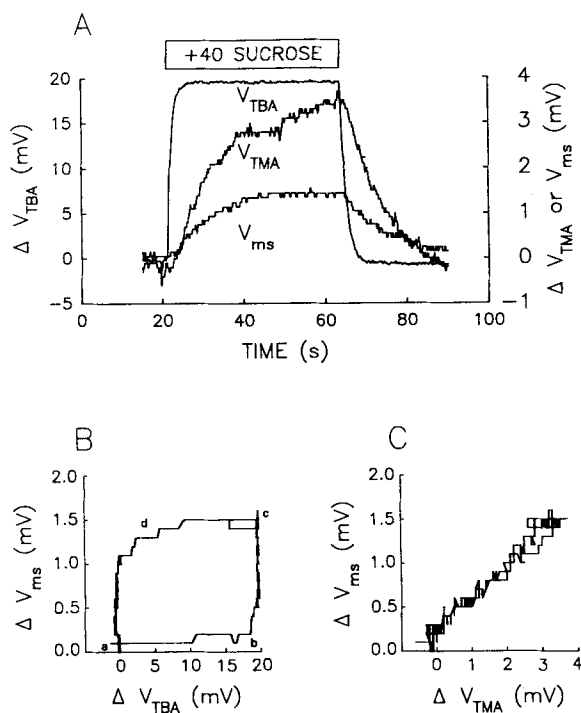 A
+40 SUCROSE
20
15
10
5
0
−5
Δ V_TBA (mV)
V_TBA
V_TMA
V_ms
4
3
2
1
0
−1
Δ V_TMA or V_ms (mV)
0 20 40 60 80 100
TIME (s)
B
2.0
1.5
1.0
0.5
0.0
Δ V_ms (mV)
a
b
c
d
0 5 10 15 20
Δ V_TBA (mV)
C
2.0
1.5
1.0
0.5
0.0
Δ V_ms (mV)
0 1 2 3 4
Δ V_TMA (mV)